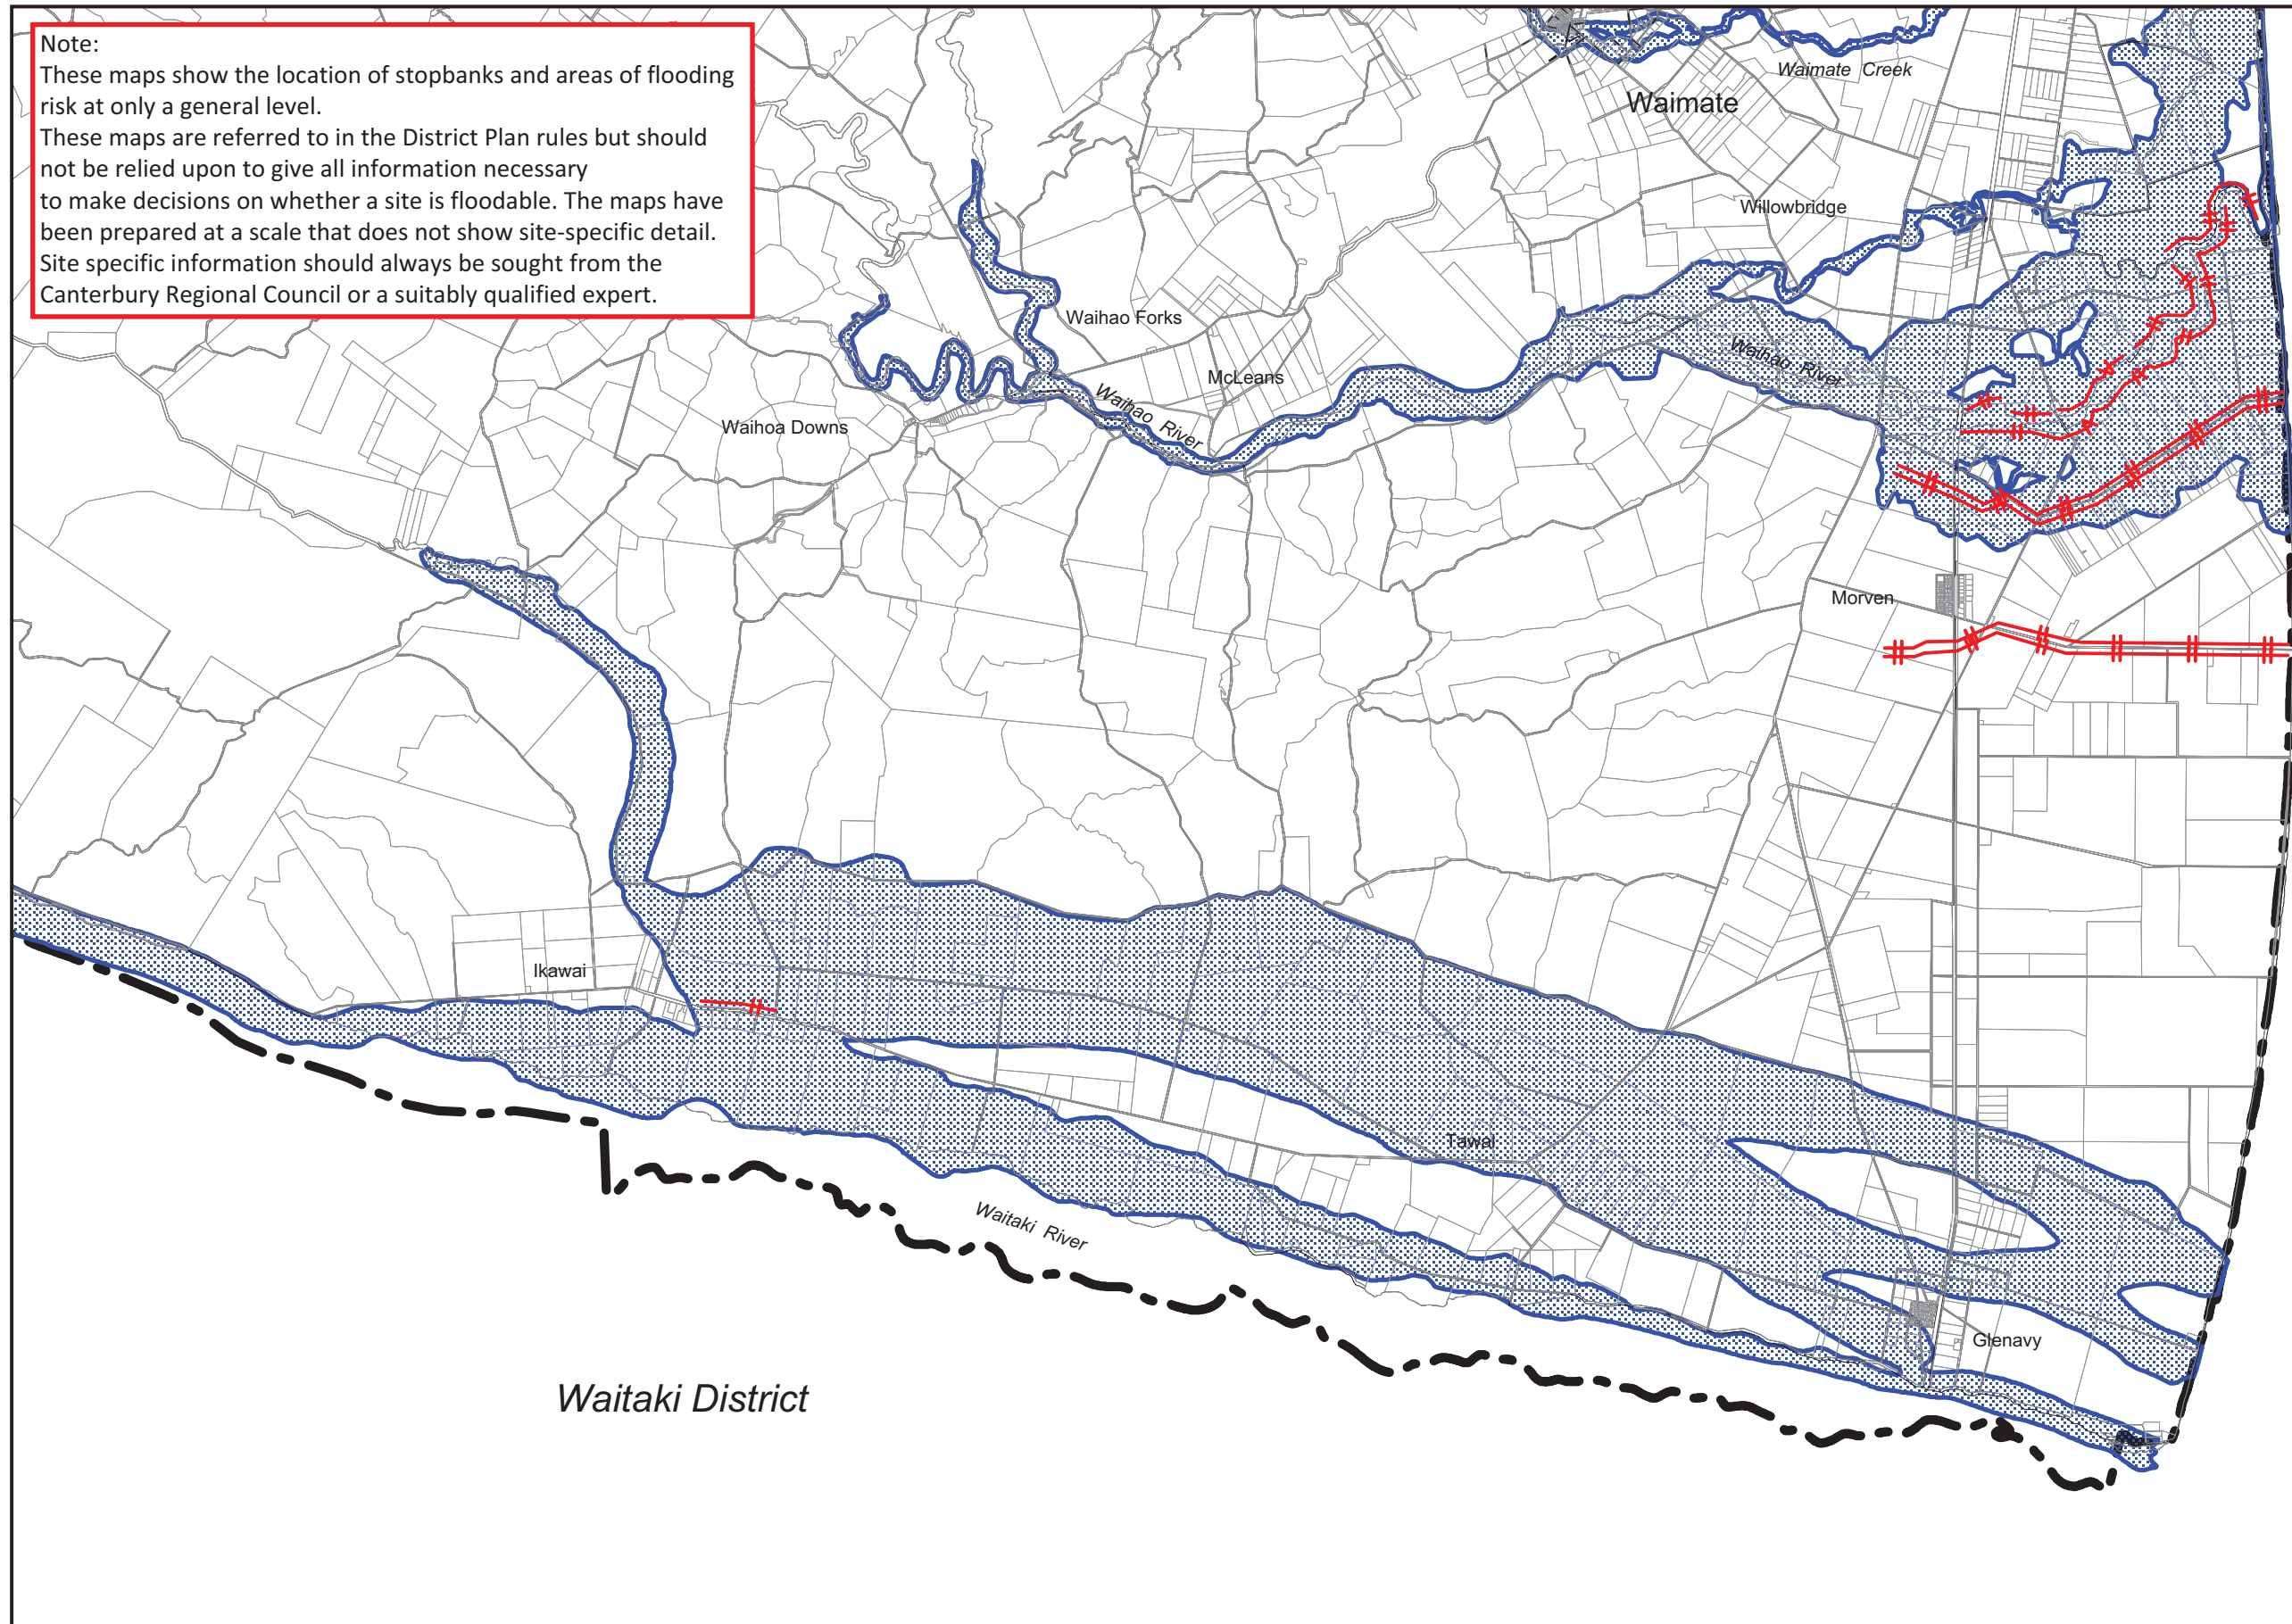 Note:
These maps show the location of stopbanks and areas of flooding
risk at only a general level.
These maps are referred to in the District Plan rules but should
not be relied upon to give all information necessary
to make decisions on whether a site is floodable. The maps have
been prepared at a scale that does not show site-specific detail.
Site specific information should always be sought from the
Canterbury Regional Council or a suitably qualified expert.
Waimate Creek
Waimate
Willowbridge
Waihao Forks
Waihao River
McLeans
Waihao River
Waihoa Downs
Morven
Ikawai
Tawai
Waitaki River
Glenavy
Waitaki District